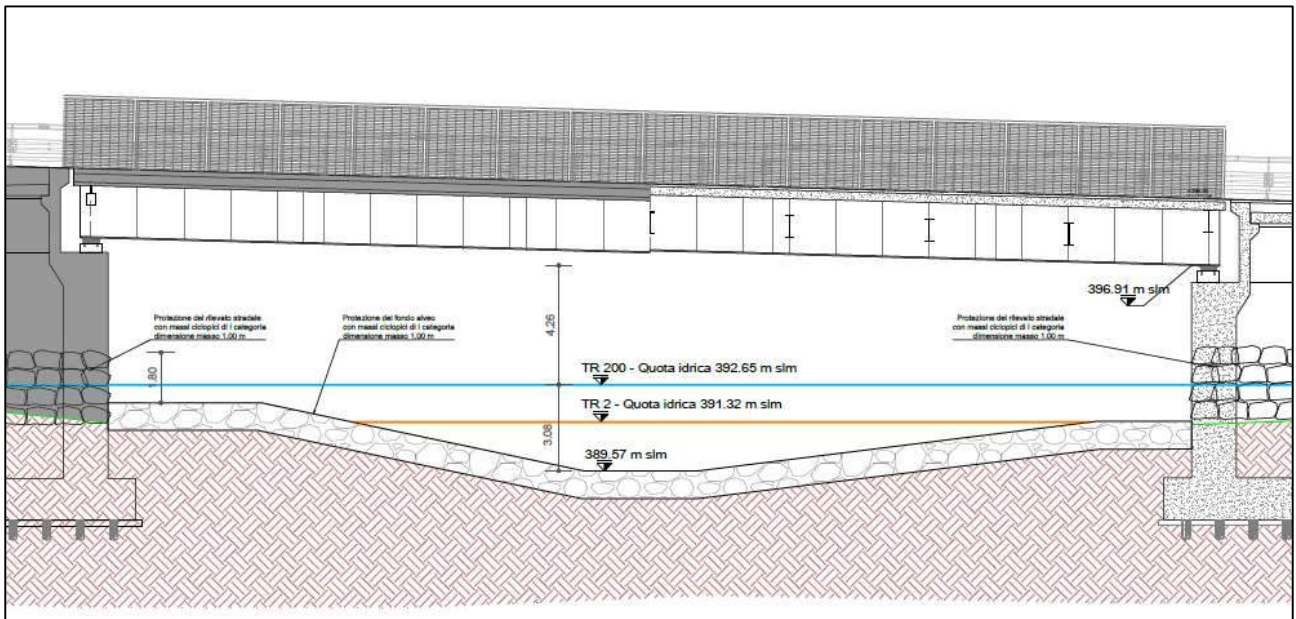 396.91 m slm
4.26
Protezione del rilevato stradale
con massi ciclopici di I categoria
dimensione masso 1.00 m
Protezione del fondo alveo
con massi ciclopici di I categoria
dimensione masso 1.00 m
Protezione del rilevato stradale
con massi ciclopici di I categoria
dimensione masso 1.00 m
1.80
TR 200 - Quota idrica 392.65 m slm
TR 2 - Quota idrica 391.32 m slm
3.08
389.57 m slm